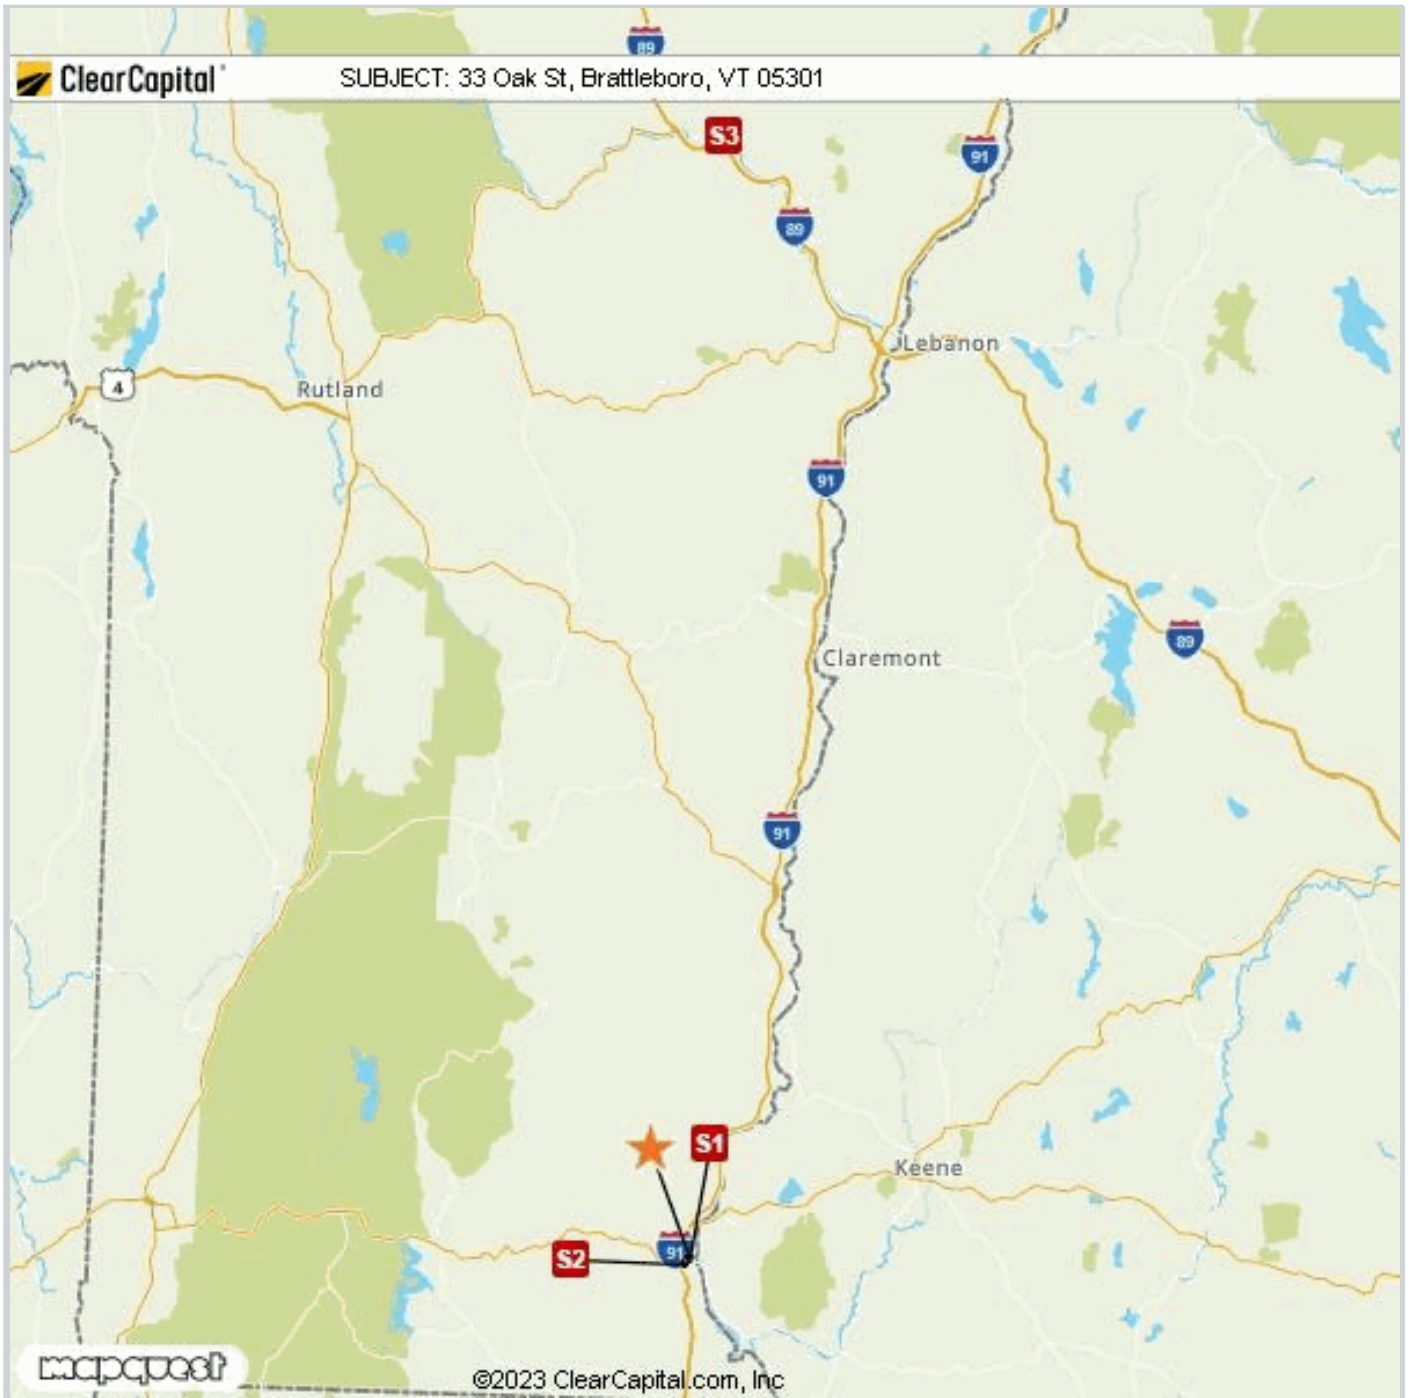 89
ClearCapital
SUBJECT: 33 Oak St, Brattleboro, VT 05301
S3
91
89
Lebanon
4
Rutland
91
89
Claremont
91
S1
Keene
S2
91
mapquest
©2023 ClearCapital.com, Inc